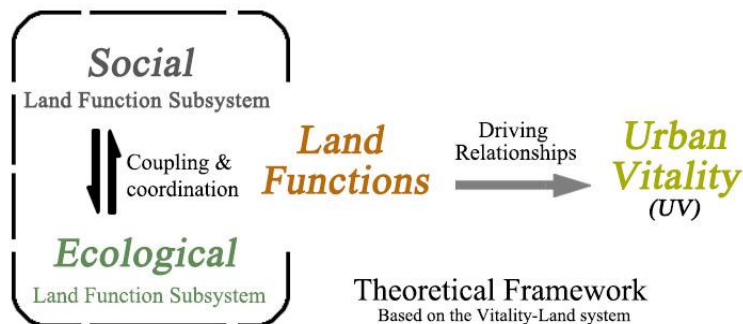 Social
Land Function Subsystem
Coupling &
coordination
Ecological
Land Function Subsystem
Land
Functions
Driving
Relationships
Urban
Vitality
(UV)
Theoretical Framework
Based on the Vitality-Land system